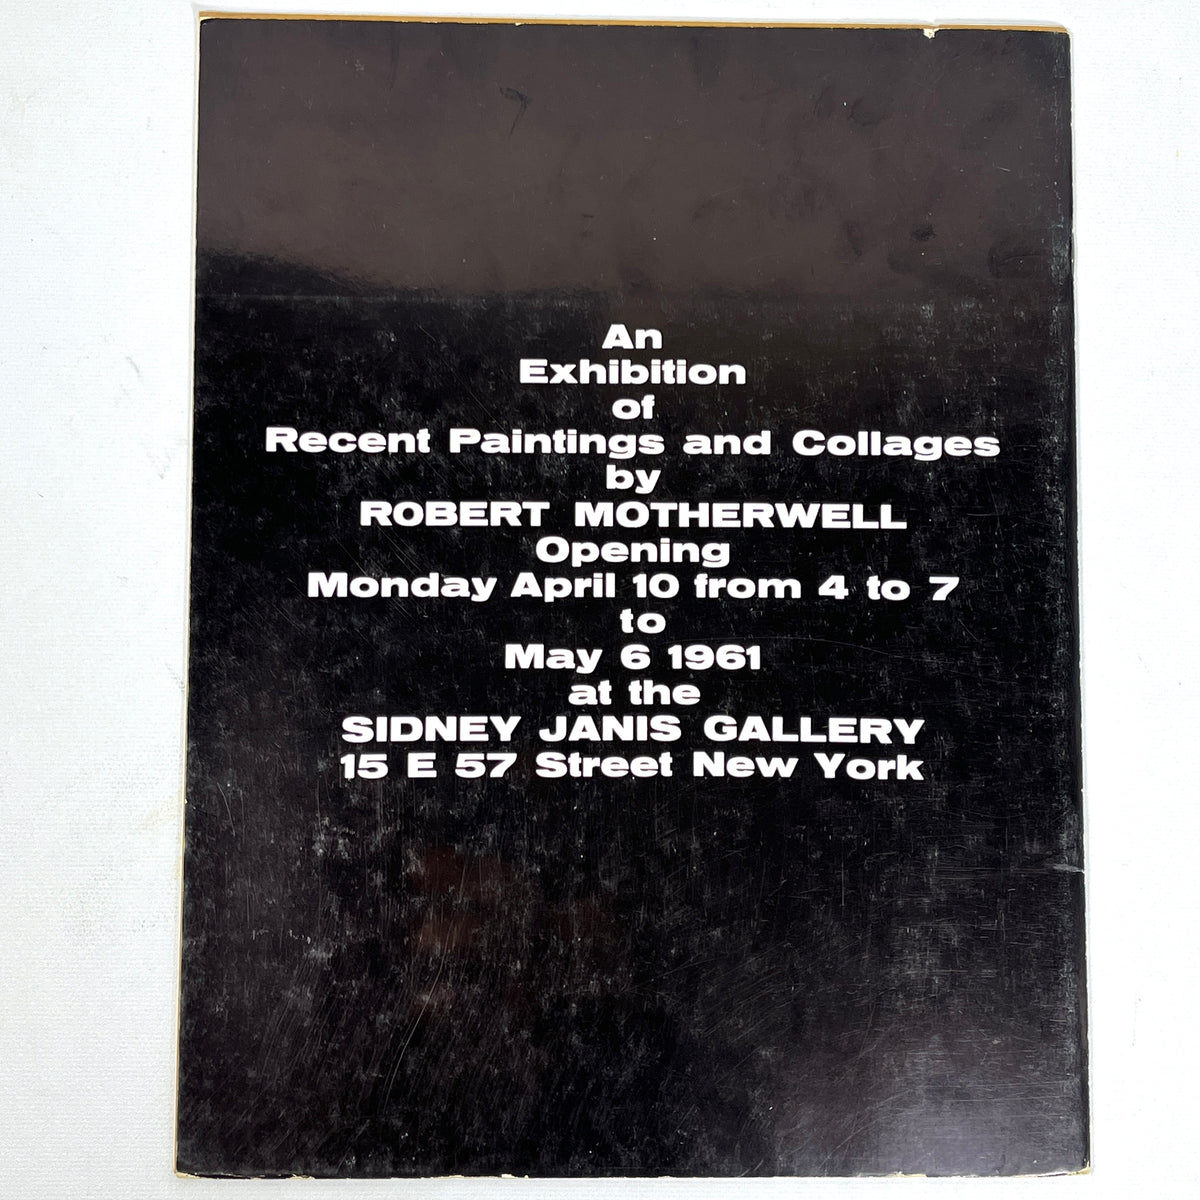 An
Exhibition
of
Recent Paintings and Collages
by
ROBERT MOTHERWELL
Opening
Monday April 10 from 4 to 7
to
May 6 1961
at the
SIDNEY JANIS GALLERY
15 E 57 Street New York